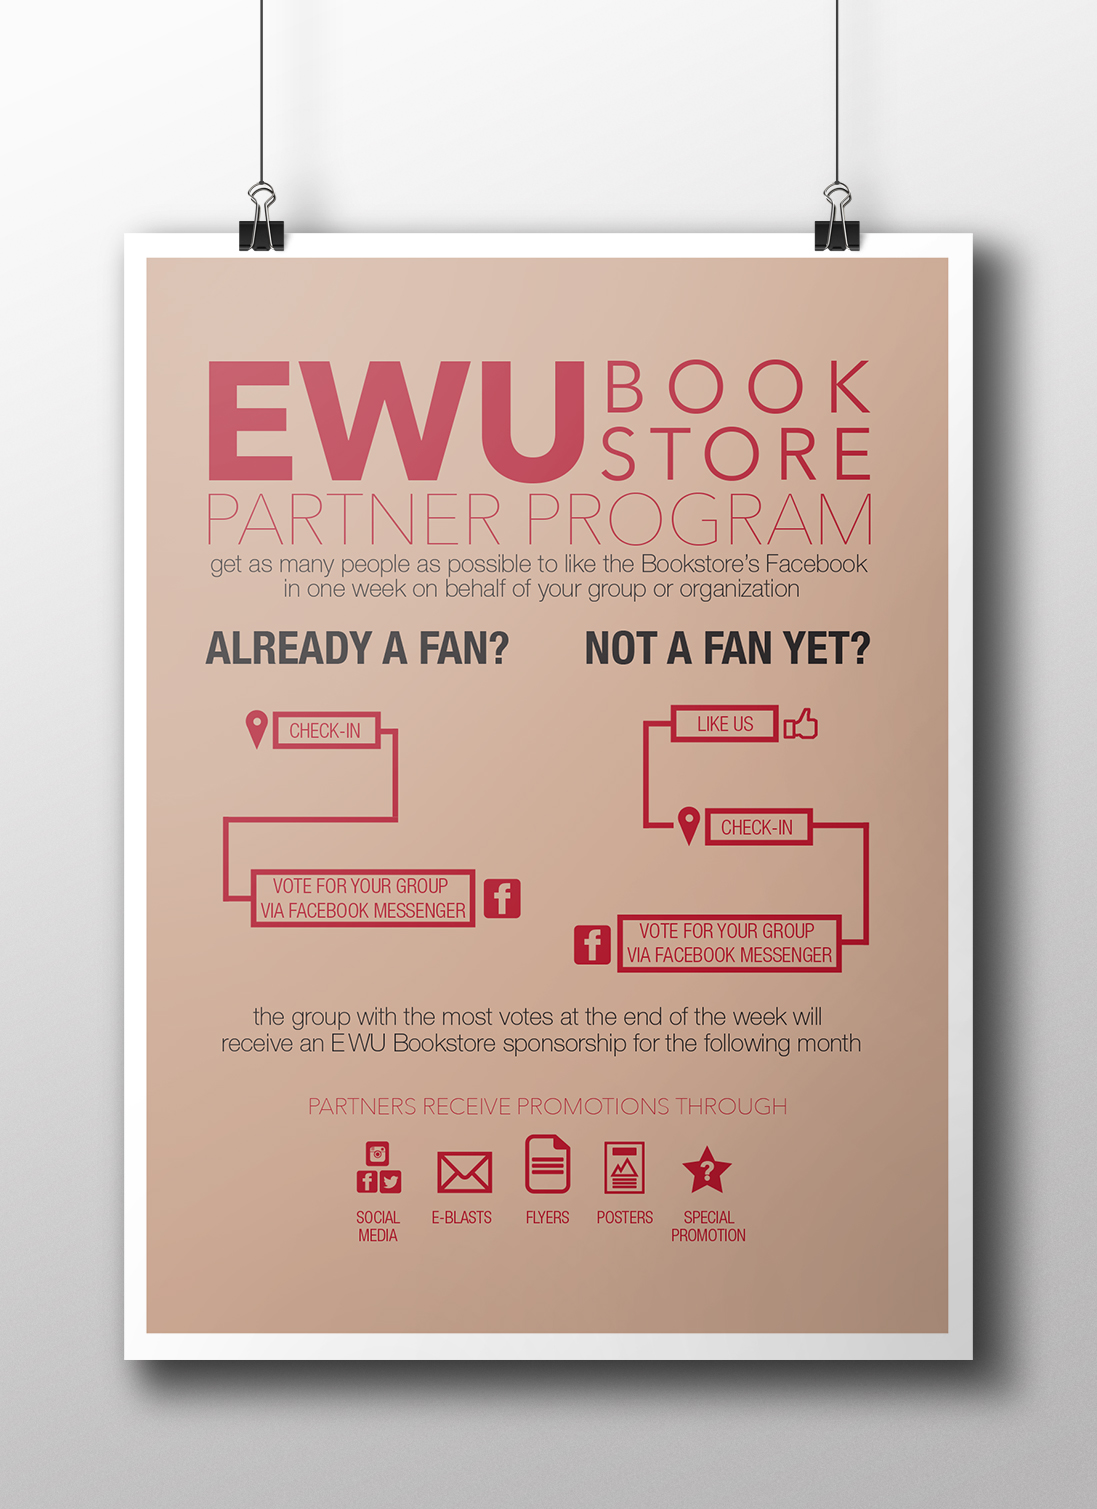 EWU BOOK
STORE
PARTNER PROGRAM
get as many people as possible to like the Bookstore's Facebook
in one week on behalf of your group or organization
ALREADY A FAN?
CHECK-IN
VOTE FOR YOUR GROUP
VIA FACEBOOK MESSENGER
NOT A FAN YET?
LIKE US
CHECK-IN
VOTE FOR YOUR GROUP
VIA FACEBOOK MESSENGER
the group with the most votes at the end of the week will
receive an EWU Bookstore sponsorship for the following month
PARTNERS RECEIVE PROMOTIONS THROUGH
SOCIAL
MEDIA
E-BLASTS
FLYERS
POSTERS
?
SPECIAL
PROMOTION